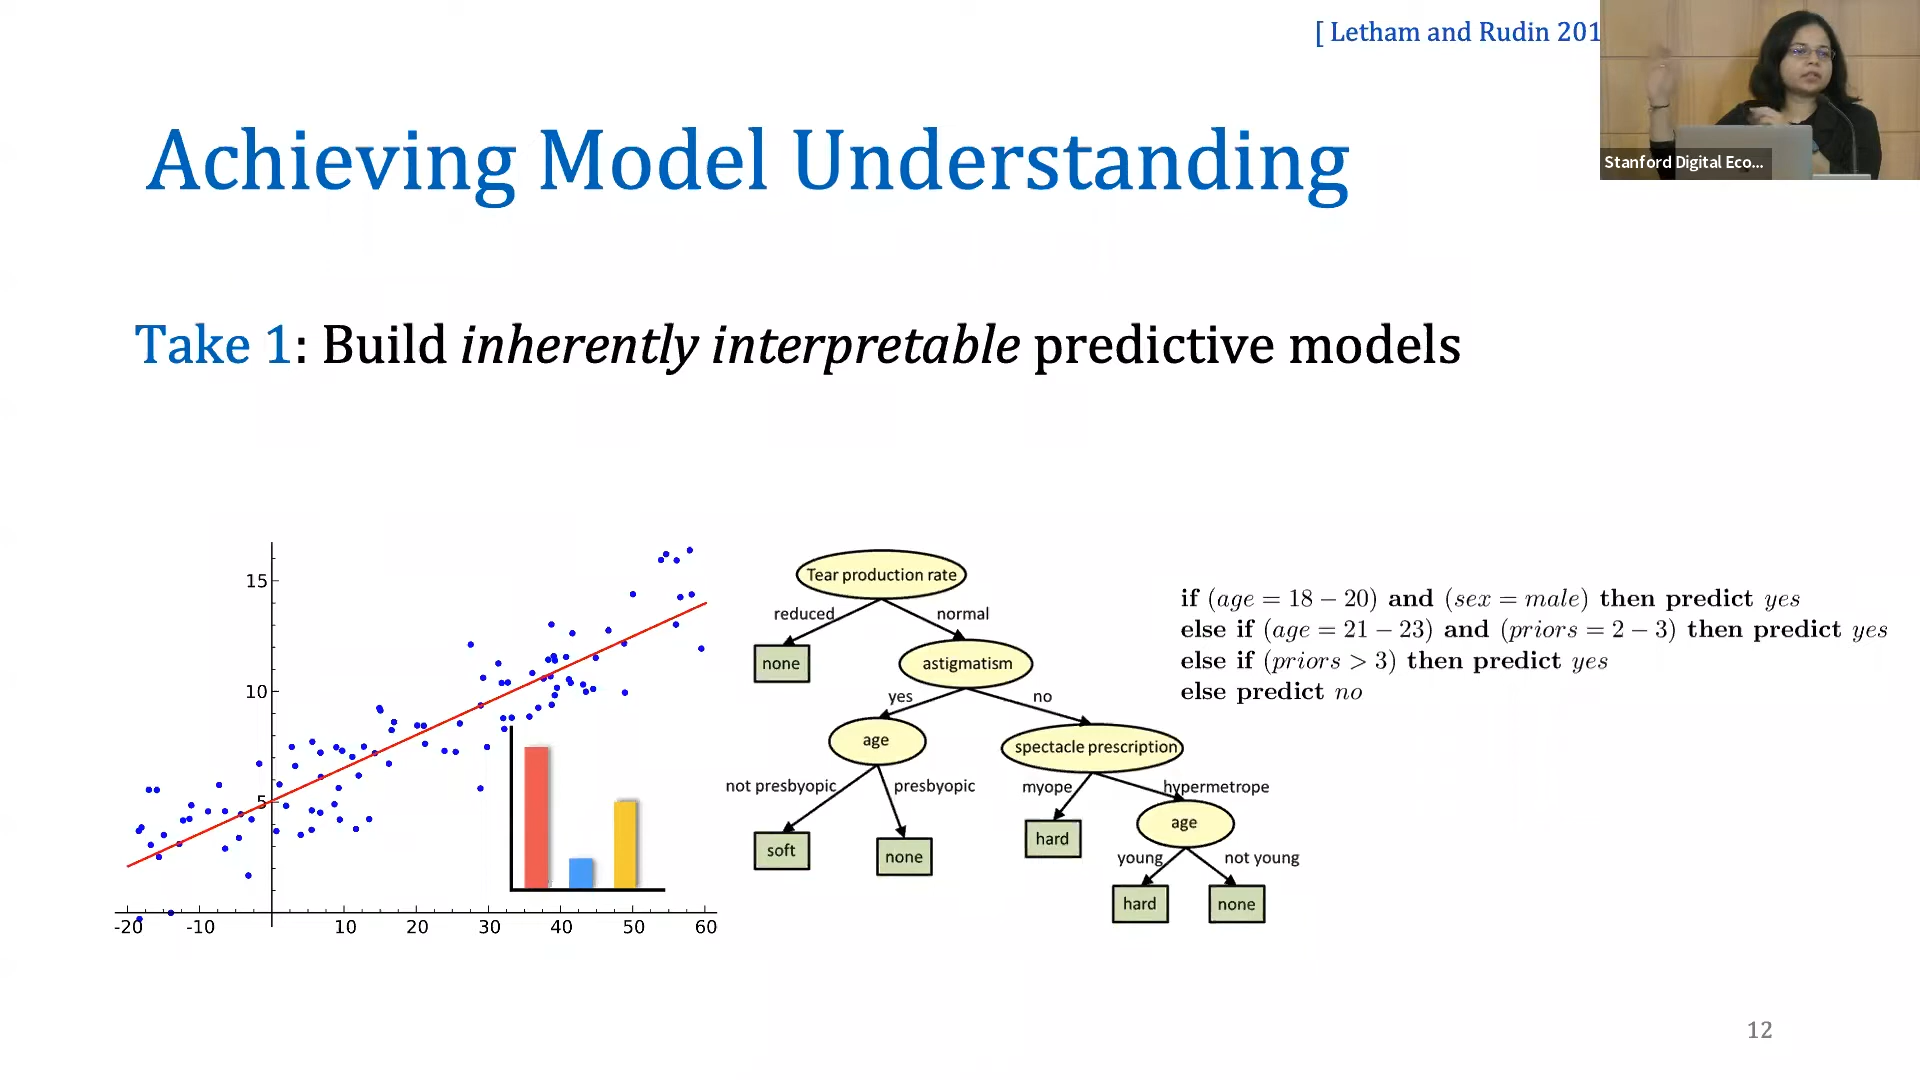 [ Letham and Rudin 201
Stanford Digital Eco...
Achieving Model Understanding
Take 1: Build inherently interpretable predictive models
15
10
5
-20 -10 10 20 30 40 50 60
Tear production rate
reduced normal
none astigmatism
yes no
age spectacle prescription
not presbyopic presbyopic myope hypermetrope
soft none hard age
young not young
hard none
if (age = 18 − 20) and (sex = male) then predict yes
else if (age = 21 − 23) and (priors = 2 − 3) then predict yes
else if (priors > 3) then predict yes
else predict no
12